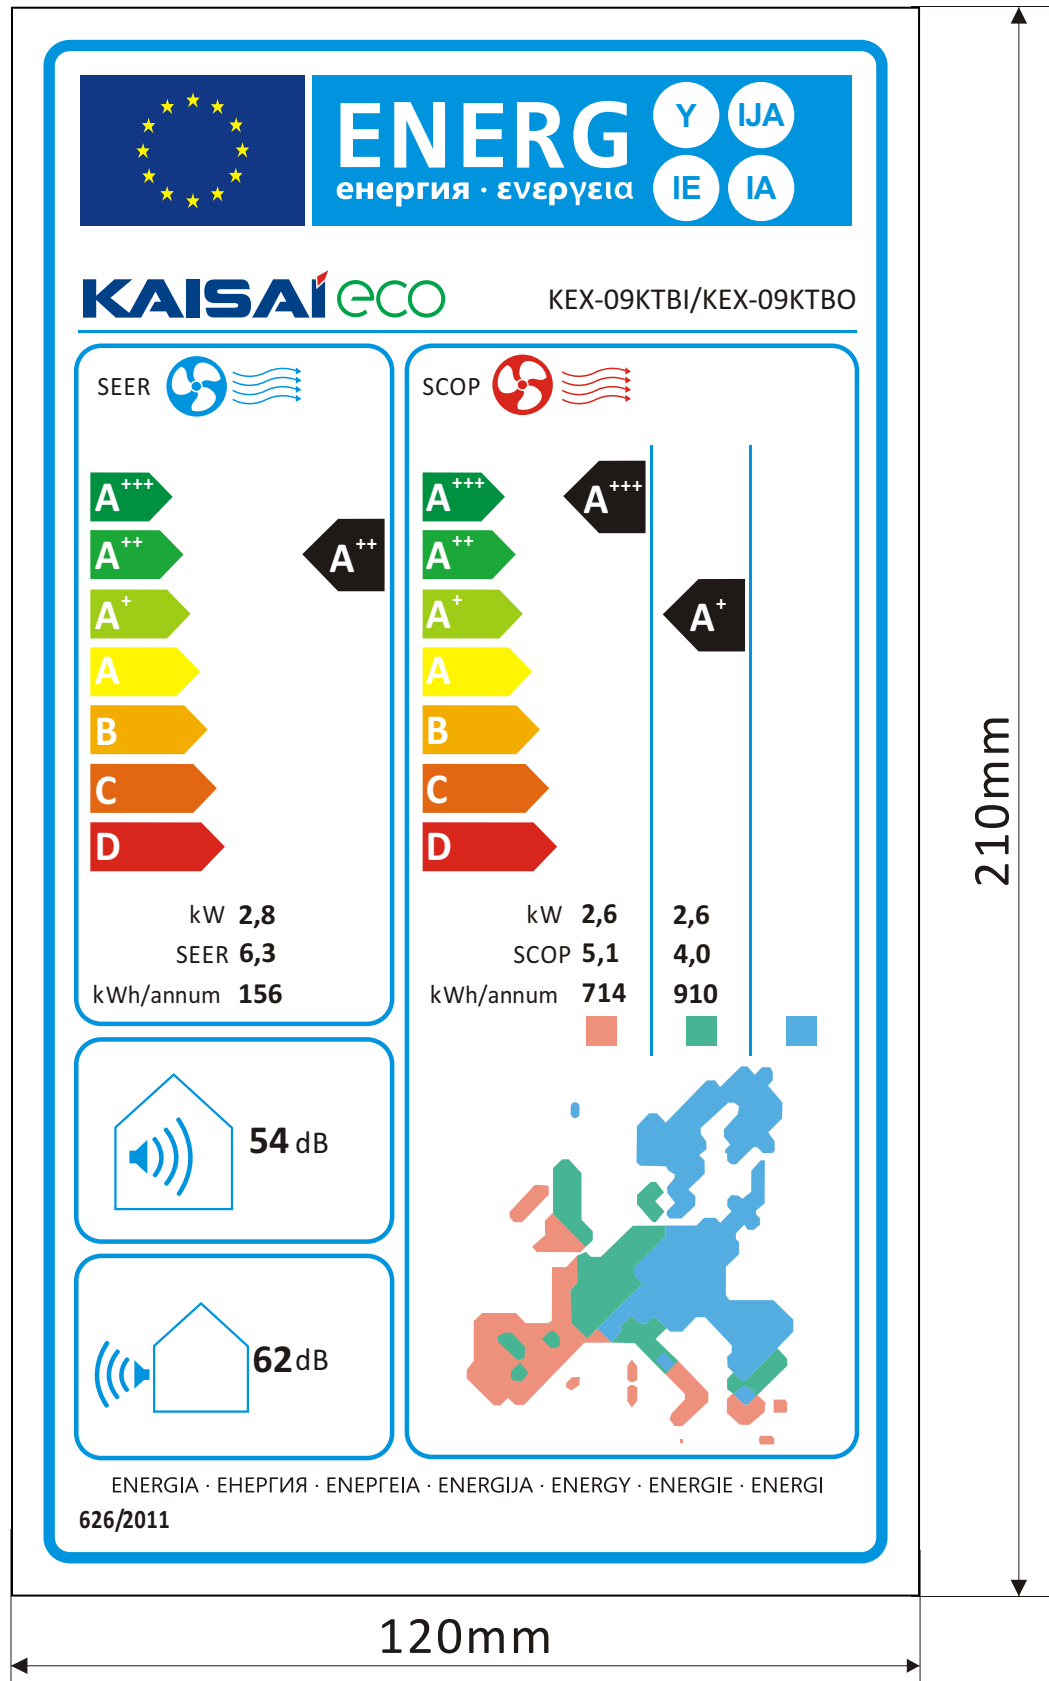 ENERG
енергия · ενεργεια
Y IJA
IE IA
KAISAI eco
KEX-09KTBI/KEX-09KTBO
SEER
A+++
A++
A+
A
B
C
D
A++
kW 2,8
SEER 6,3
kWh/annum 156
SCOP
A+++
A++
A+
A
B
C
D
A+++
A+
kW 2,6 2,6
SCOP 5,1 4,0
kWh/annum 714 910
54 dB
62 dB
ENERGIA · ЕНЕРГИЯ · ΕΝΕΡΓΕΙΑ · ENERGIJA · ENERGY · ENERGIE · ENERGI
626/2011
210mm
120mm